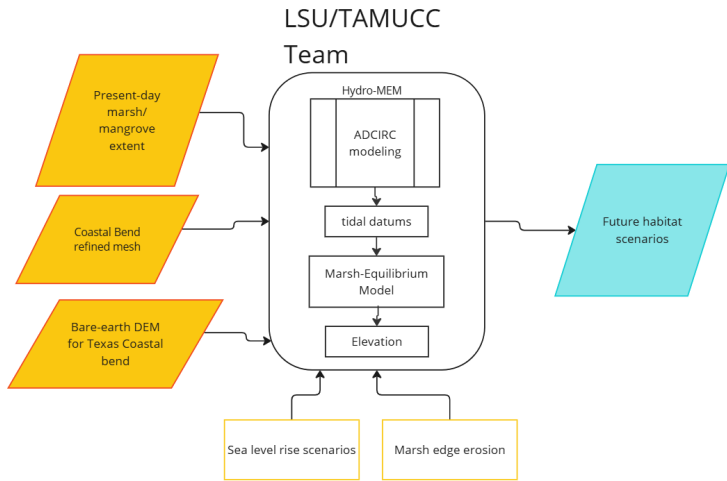 LSU/TAMUCC
Team
Hydro-MEM
Present-day
marsh/
mangrove
extent
ADCIRC
modeling
Coastal Bend
refined mesh
tidal datums
Future habitat
scenarios
Marsh-Equilibrium
Model
Bare-earth DEM
for Texas Coastal
bend
Elevation
Sea level rise scenarios
Marsh edge erosion